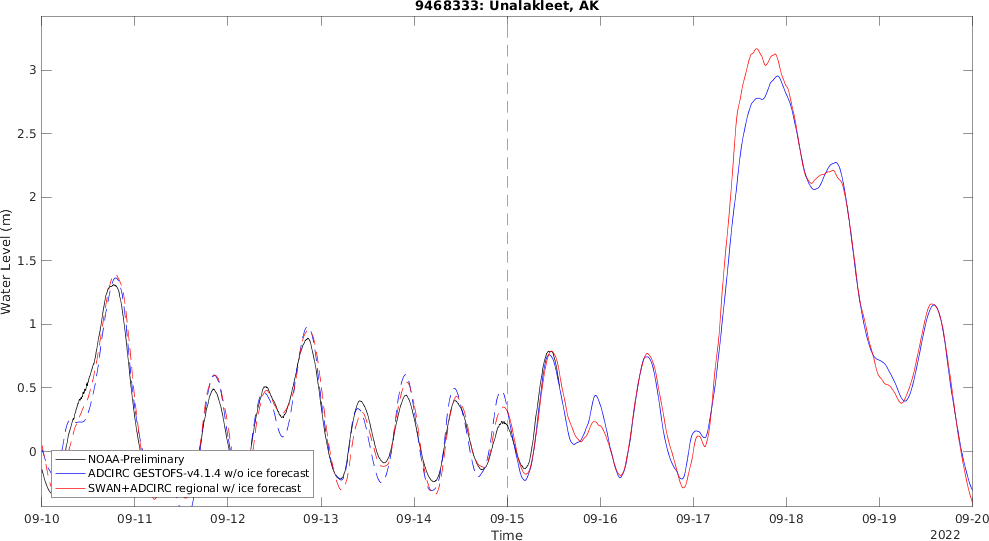 9468333: Unalakleet, AK
Water Level (m)
3
2.5
2
1.5
1
0.5
0
NOAA-Preliminary
ADCIRC GESTOFS-v4.1.4 w/o ice forecast
SWAN+ADCIRC regional w/ ice forecast
09-10 09-11 09-12 09-13 09-14 09-15 09-16 09-17 09-18 09-19 09-20
Time
2022